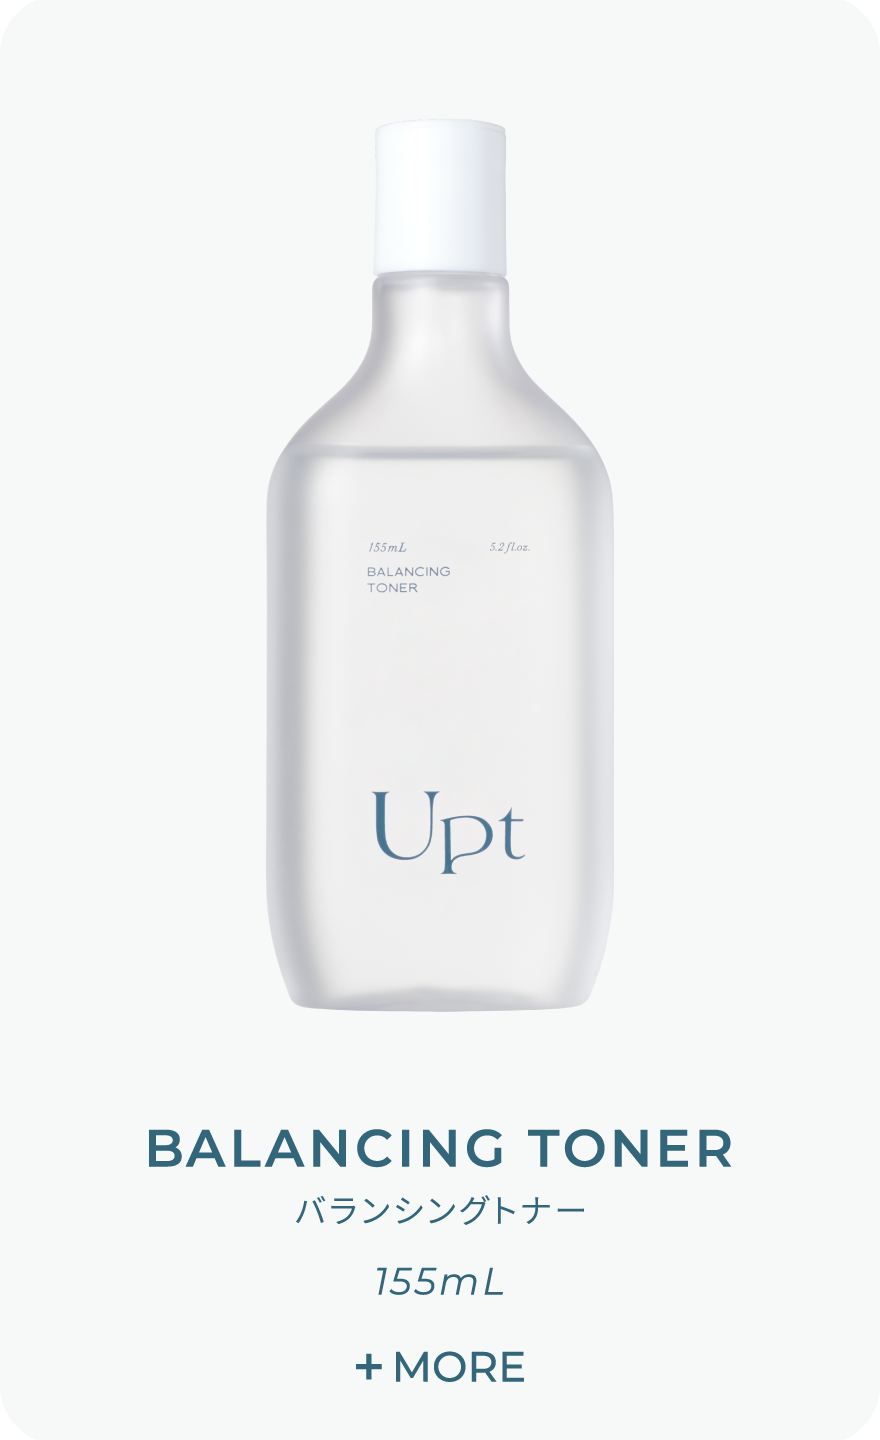 155mL 5.2 fl.oz.
BALANCING
TONER
Upt
BALANCING TONER
バランシングトナー
155mL
+ MORE